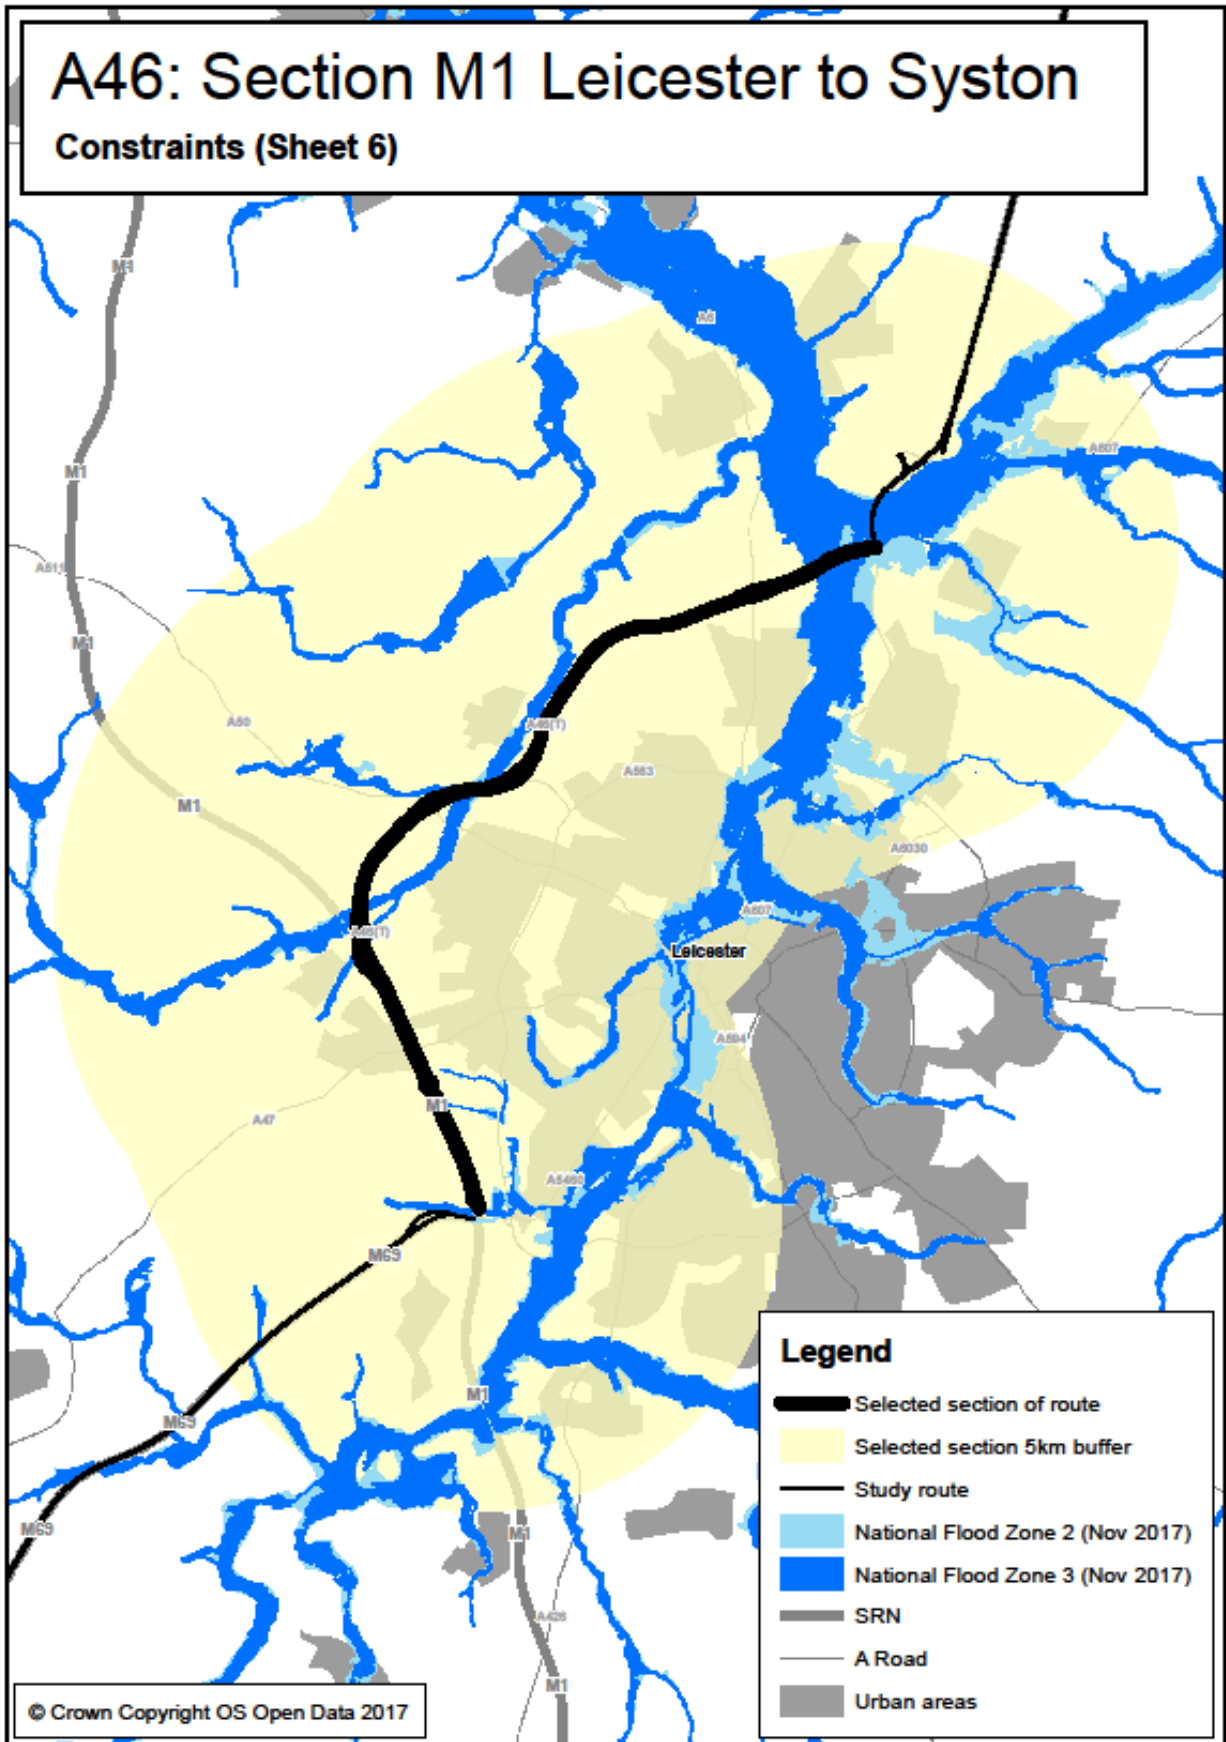 A46: Section M1 Leicester to Syston
Constraints (Sheet 6)
M1
A6
M1
A607
A511
M1
A50
A46(T)
A563
M1
A6030
A607
A46(T)
Leicester
A594
M1
A47
A5460
M69
M1
M69
M69
M1
A426
M1
Legend
Selected section of route
Selected section 5km buffer
Study route
National Flood Zone 2 (Nov 2017)
National Flood Zone 3 (Nov 2017)
SRN
A Road
Urban areas
© Crown Copyright OS Open Data 2017